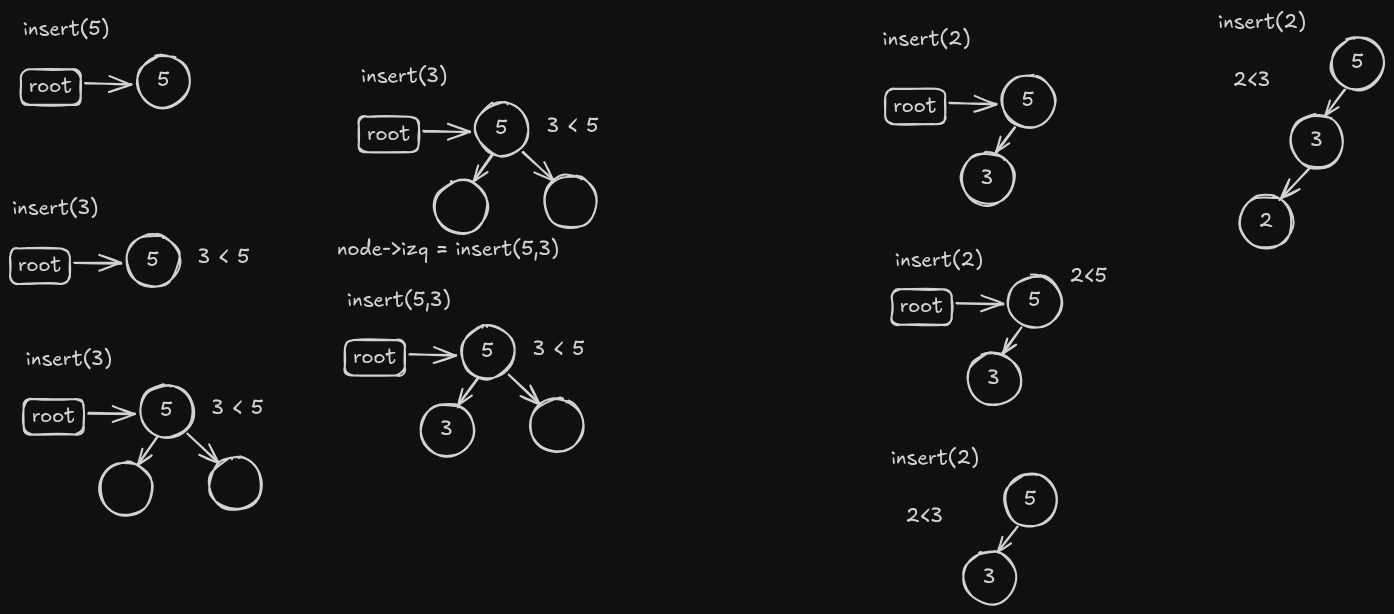 insert(5)
root
5
insert(3)
root
5
3 < 5
insert(3)
root
5
3 < 5
insert(3)
root
5
3 < 5
node->izq = insert(5,3)
insert(5,3)
root
5
3 < 5
3
insert(2)
root
5
3
insert(2)
2<5
root
5
3
insert(2)
5
2<3
3
insert(2)
5
2<3
3
2